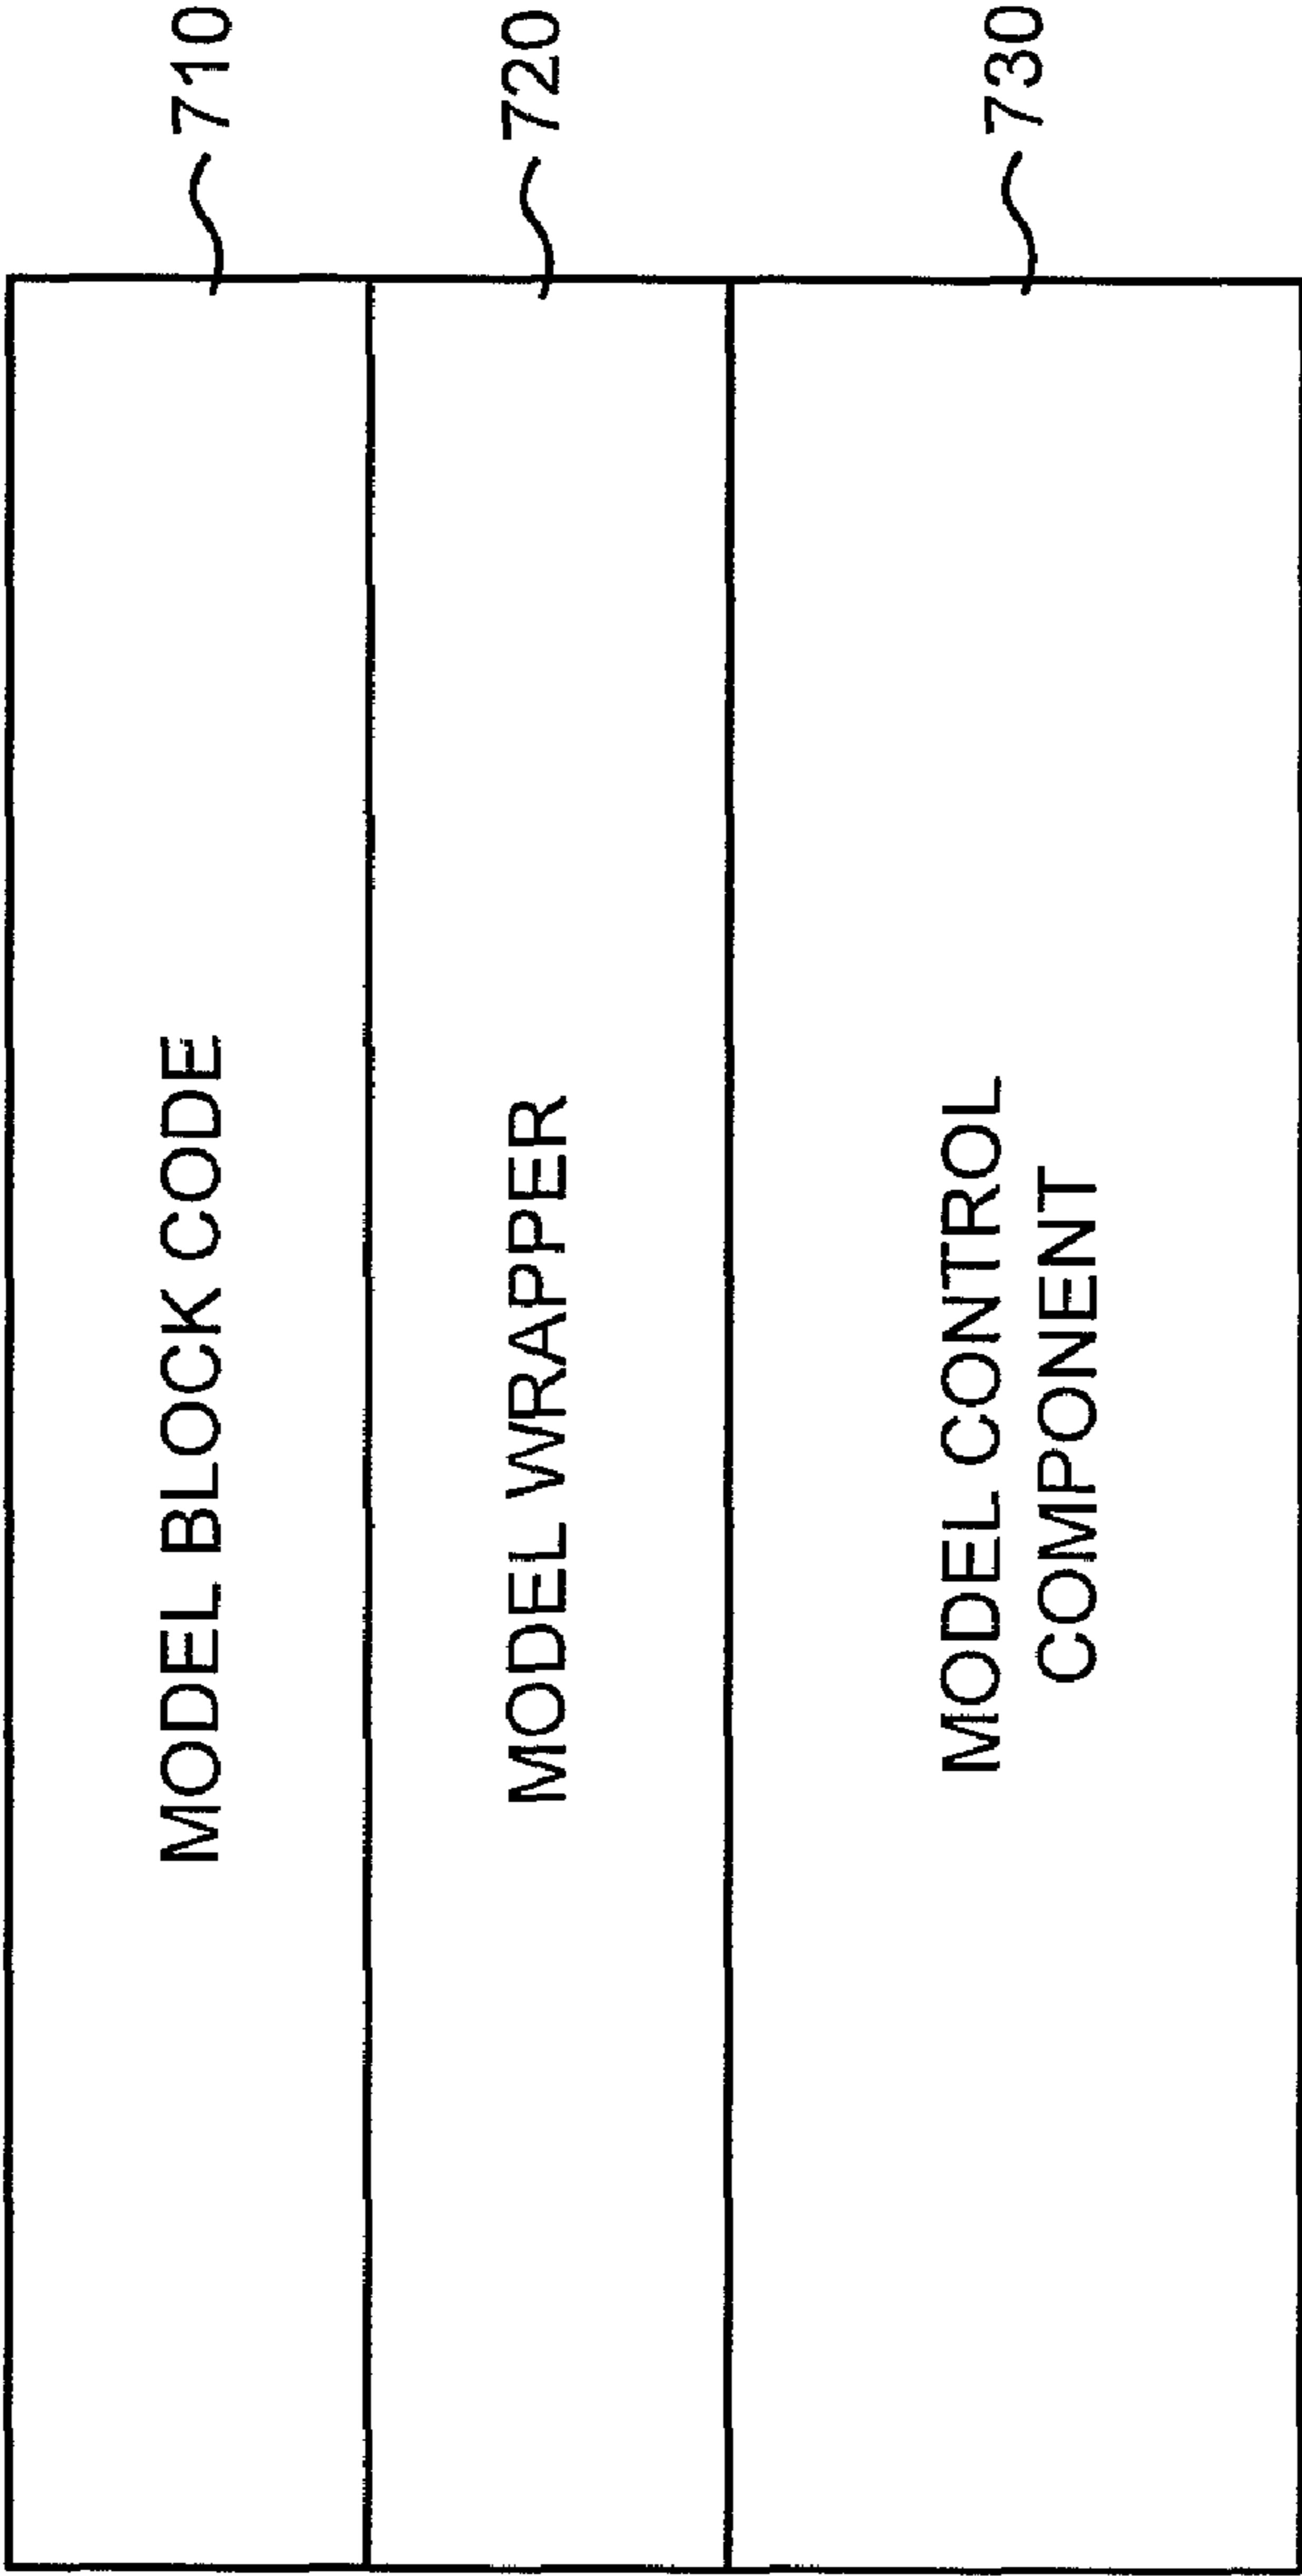 MODEL BLOCK CODE
710
MODEL WRAPPER
720
MODEL CONTROL
COMPONENT
730